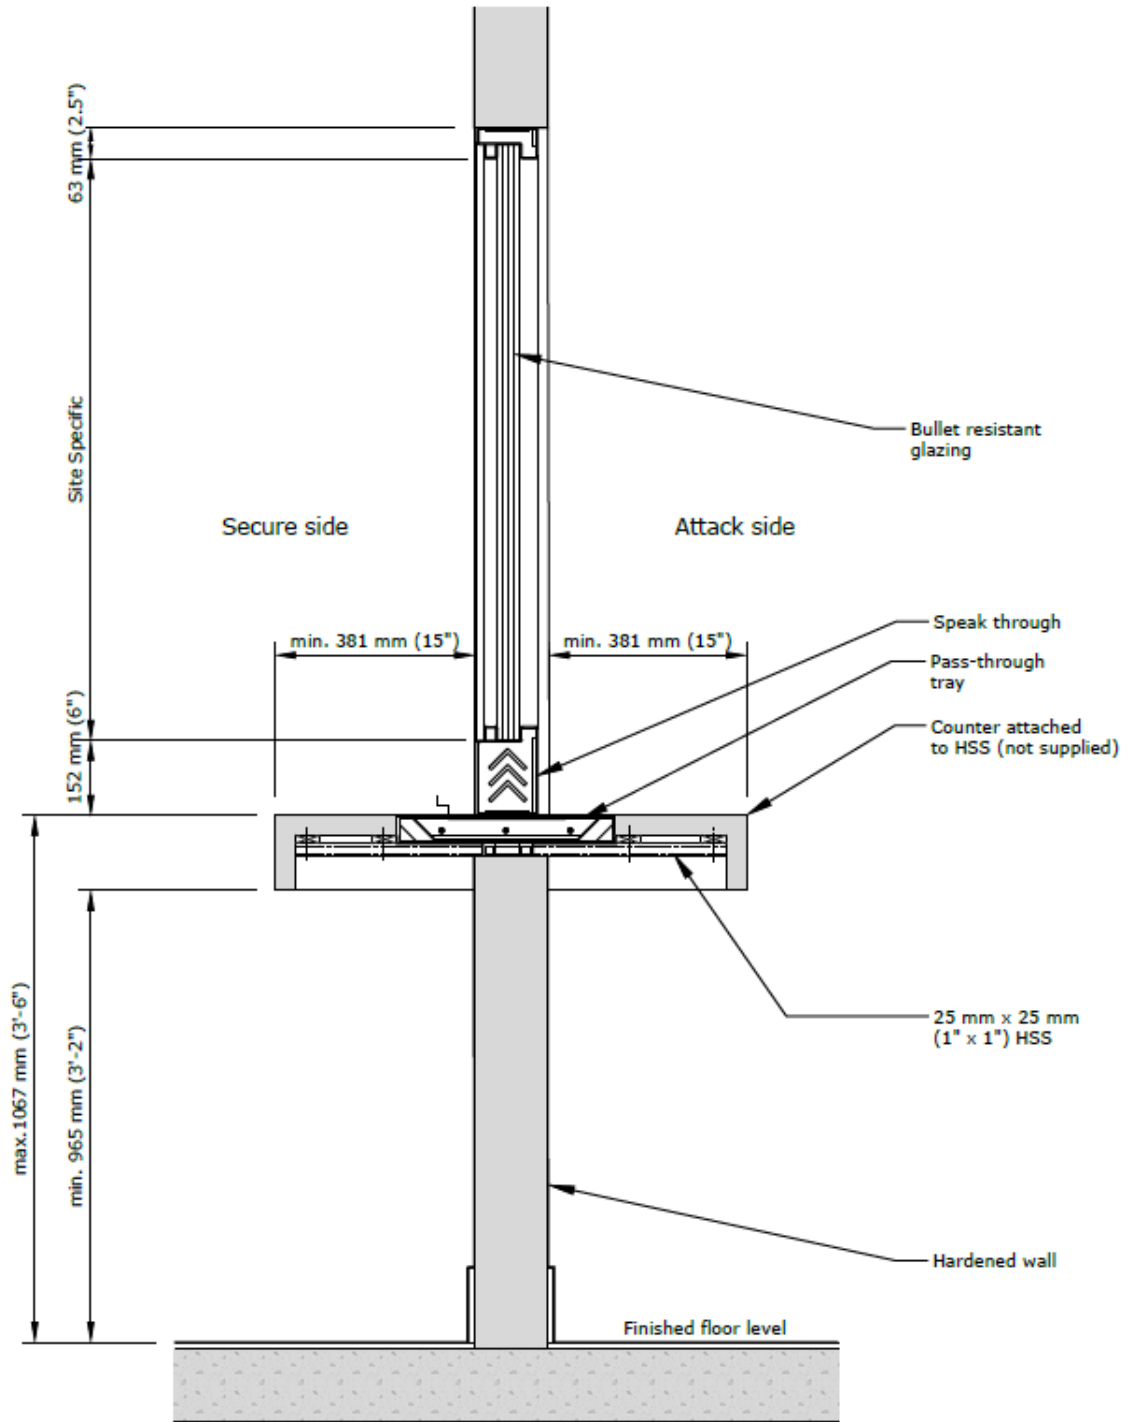 63 mm (2.5")
Site Specific
Bullet resistant
glazing
Secure side
Attack side
min. 381 mm (15")
min. 381 mm (15")
Speak through
Pass-through
tray
152 mm (6")
Counter attached
to HSS (not supplied)
max.1067 mm (3'-6")
min. 965 mm (3'-2")
25 mm x 25 mm
(1" x 1") HSS
Hardened wall
Finished floor level